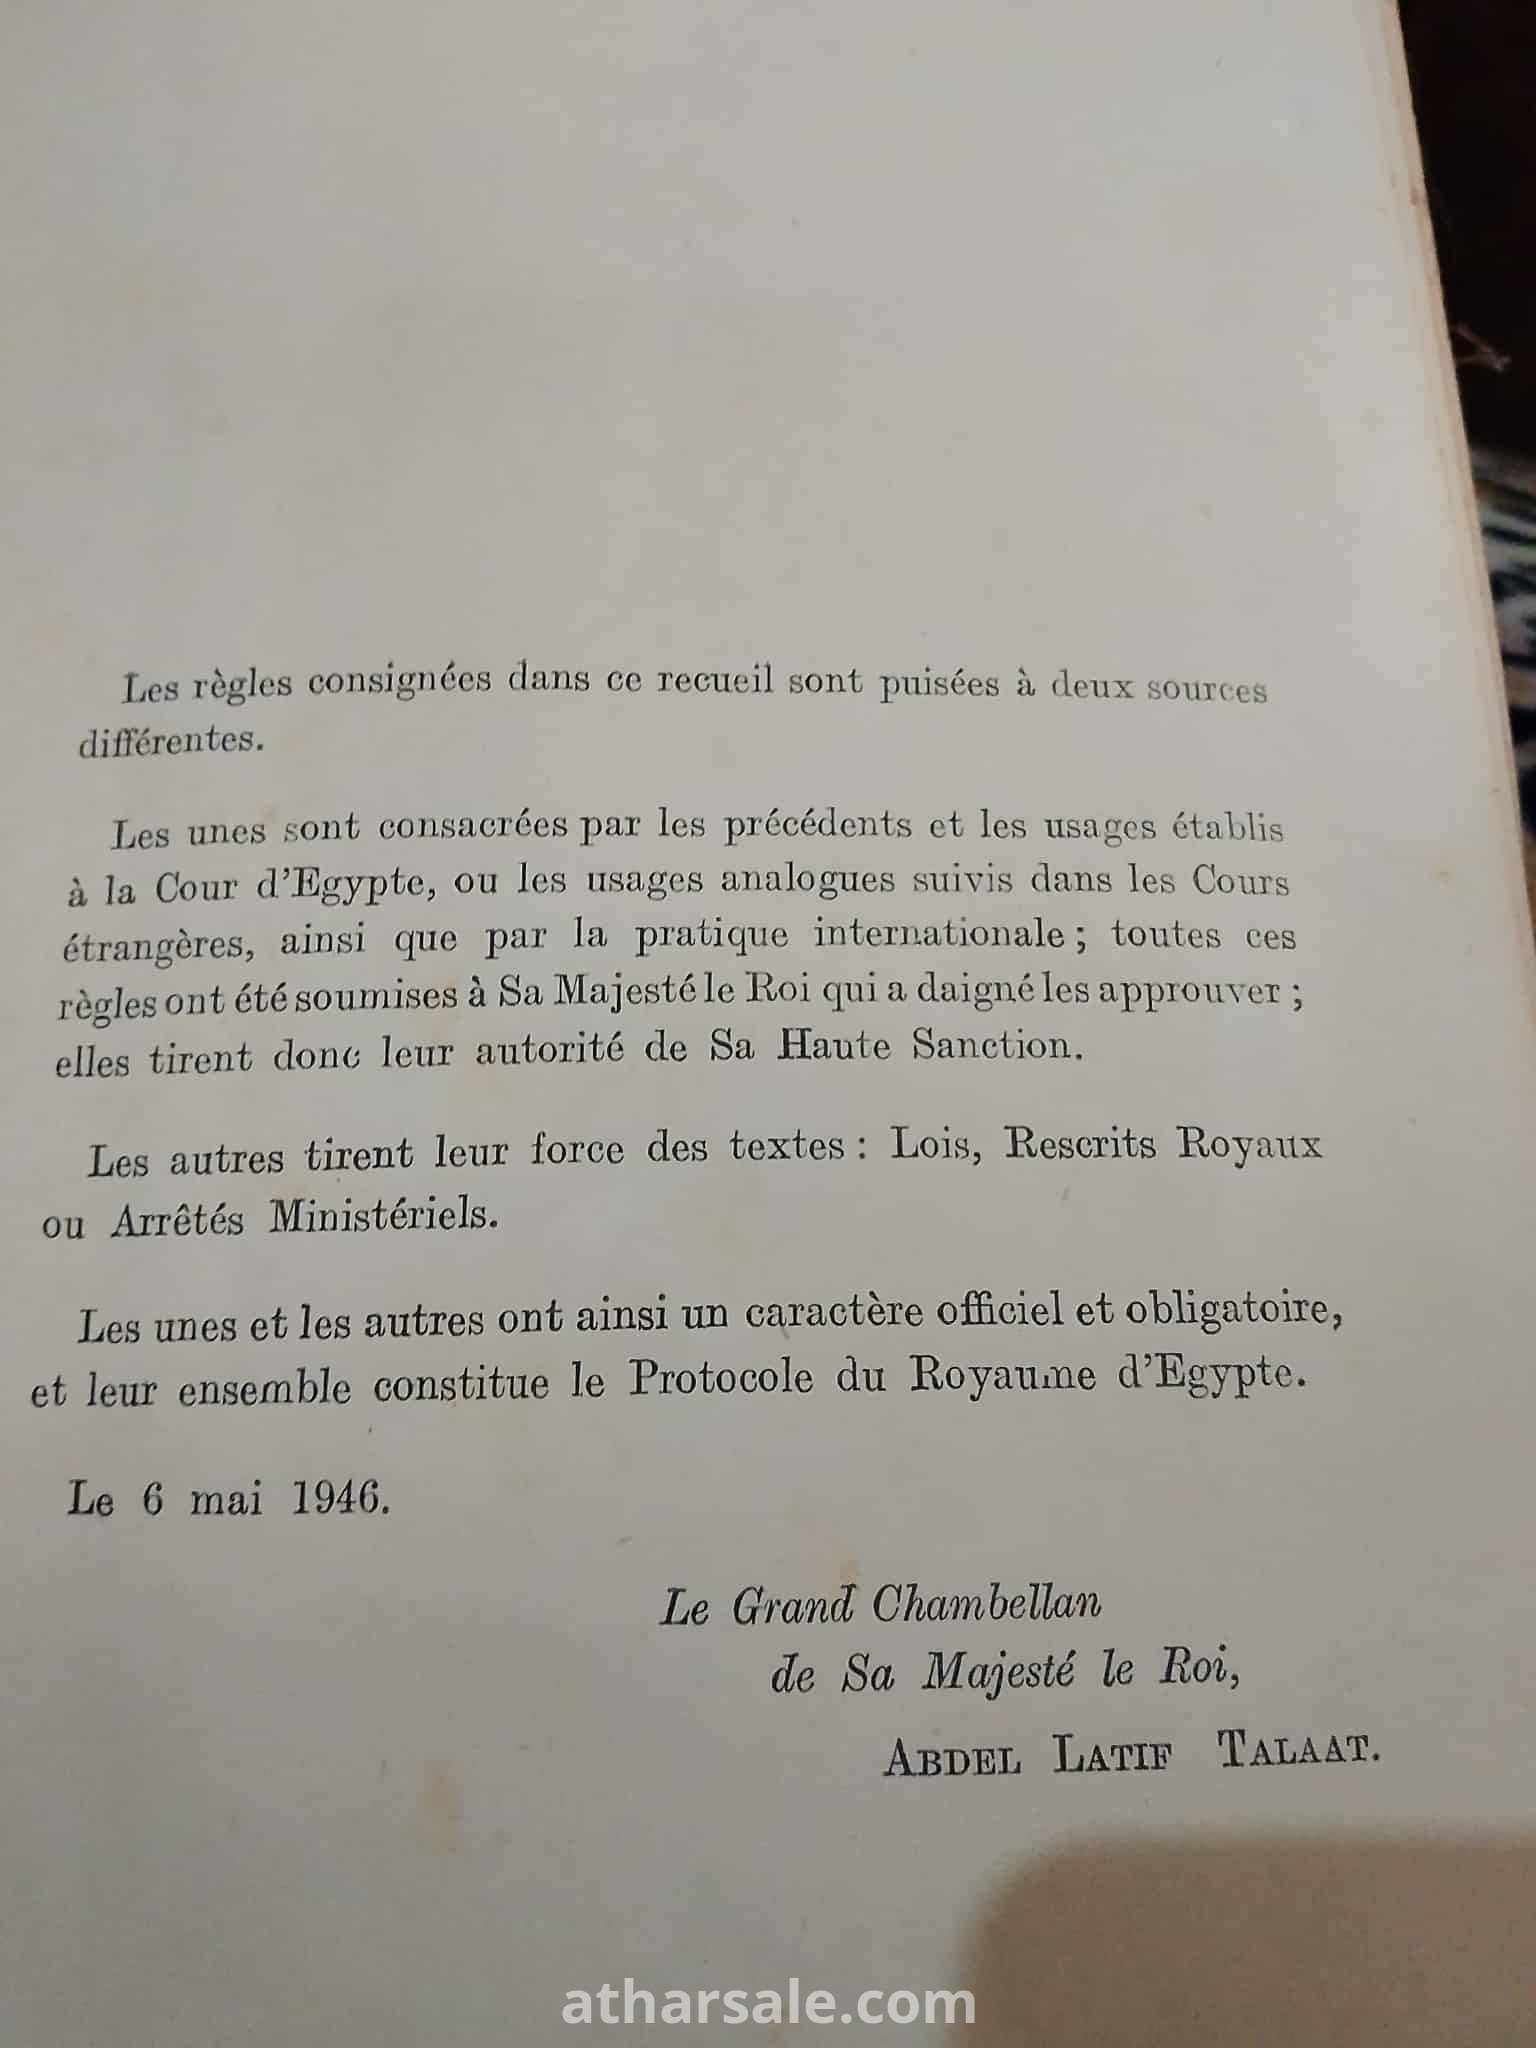 Les règles consignées dans ce recueil sont puisées à deux sources
différentes.
Les unes sont consacrées par les précédents et les usages établis
à la Cour d'Egypte, ou les usages analogues suivis dans les Cours
étrangères, ainsi que par la pratique internationale ; toutes ces
règles ont été soumises à Sa Majesté le Roi qui a daigné les approuver ;
elles tirent donc leur autorité de Sa Haute Sanction.
Les autres tirent leur force des textes : Lois, Rescrits Royaux
ou Arrêtés Ministériels.
Les unes et les autres ont ainsi un caractère officiel et obligatoire,
et leur ensemble constitue le Protocole du Royaume d'Egypte.
Le 6 mai 1946.
Le Grand Chambellan
de Sa Majesté le Roi,
ABDEL LATIF TALAAT.
atharsale.com